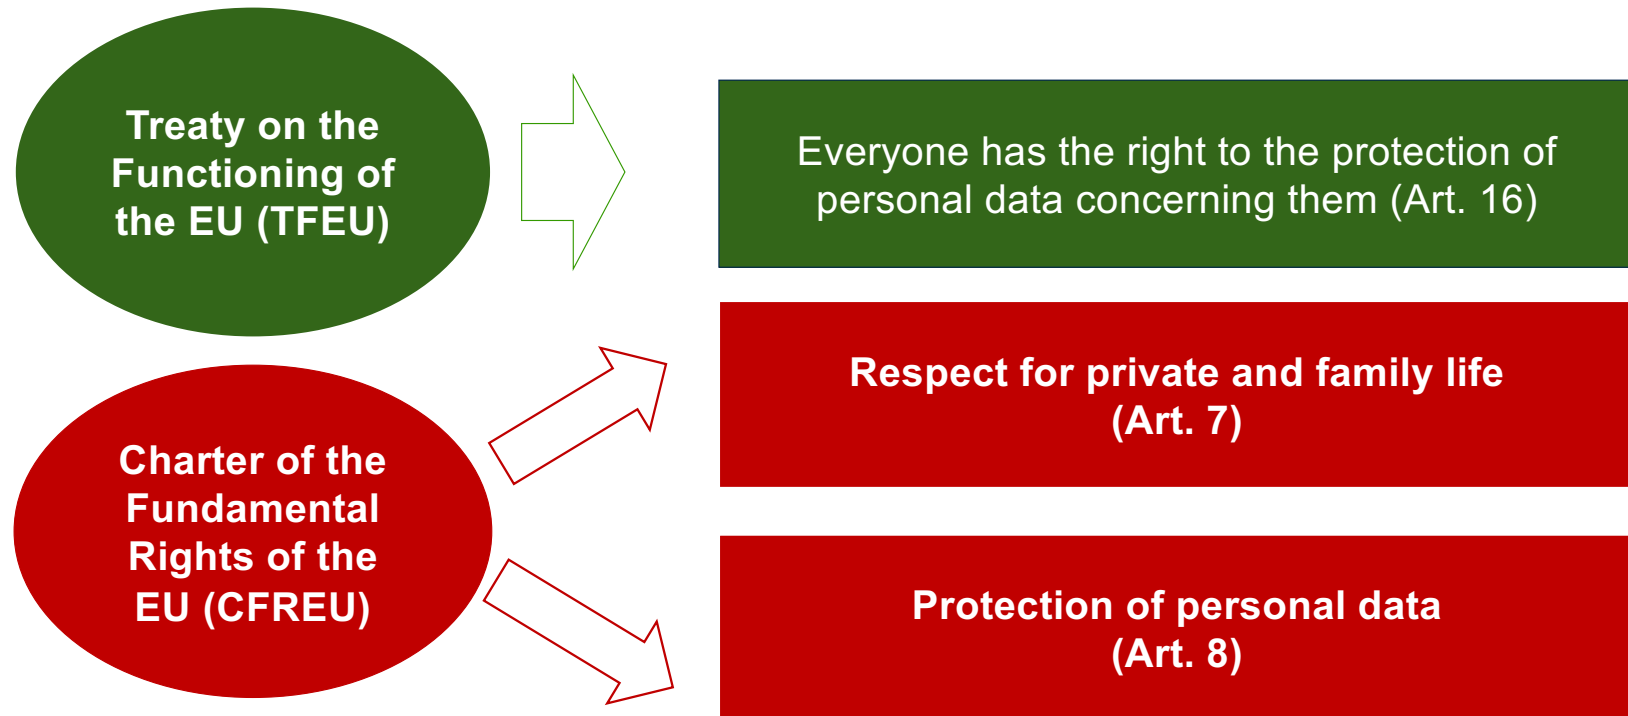 Treaty on the
Functioning of
the EU (TFEU)
Everyone has the right to the protection of
personal data concerning them (Art. 16)
Charter of the
Fundamental
Rights of the
EU (CFREU)
Respect for private and family life
(Art. 7)
Protection of personal data
(Art. 8)